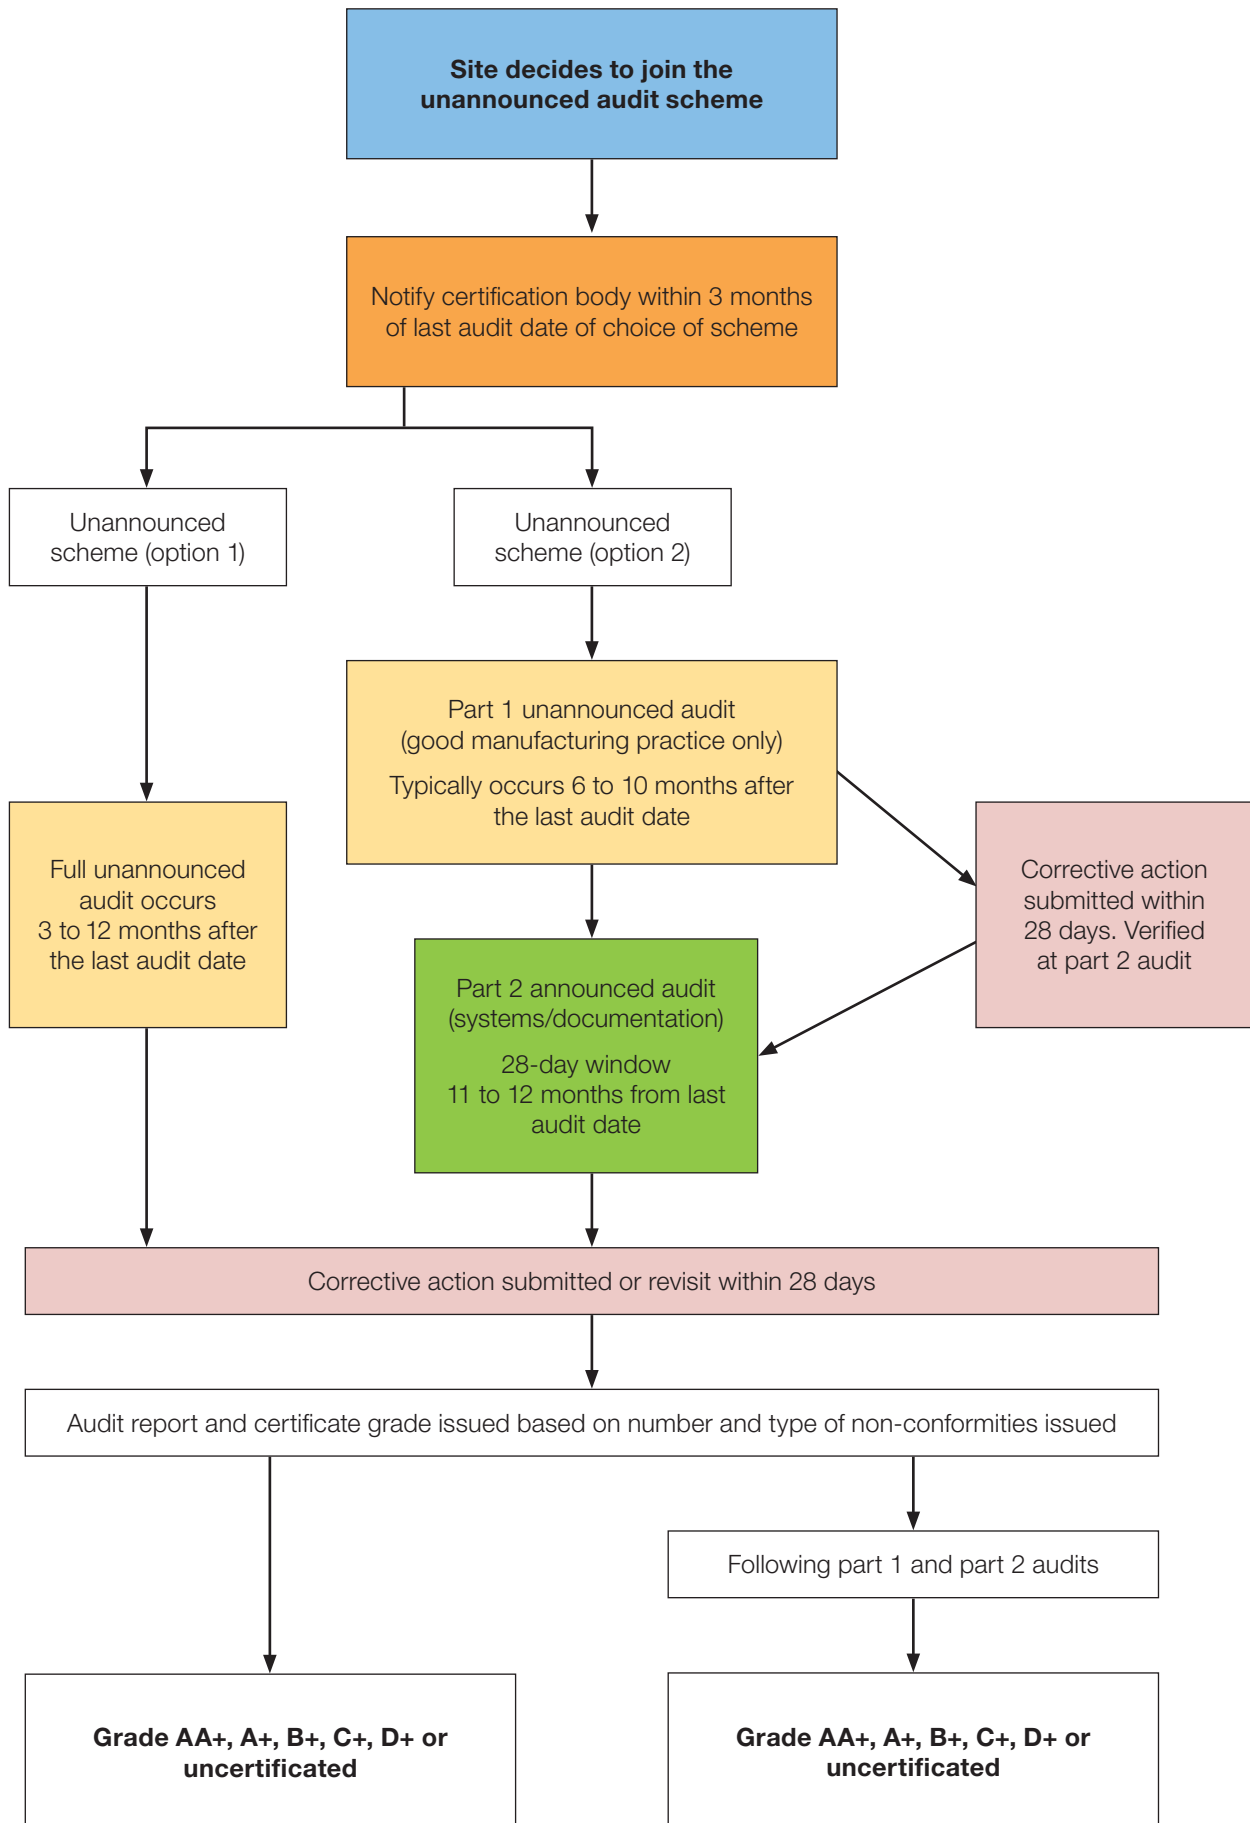 Site decides to join the
unannounced audit scheme
Notify certification body within 3 months
of last audit date of choice of scheme
Unannounced
scheme (option 1)
Unannounced
scheme (option 2)
Part 1 unannounced audit
(good manufacturing practice only)
Typically occurs 6 to 10 months after
the last audit date
Full unannounced
audit occurs
3 to 12 months after
the last audit date
Corrective action
submitted within
28 days. Verified
at part 2 audit
Part 2 announced audit
(systems/documentation)
28-day window
11 to 12 months from last
audit date
Corrective action submitted or revisit within 28 days
Audit report and certificate grade issued based on number and type of non-conformities issued
Following part 1 and part 2 audits
Grade AA+, A+, B+, C+, D+ or
uncertificated
Grade AA+, A+, B+, C+, D+ or
uncertificated